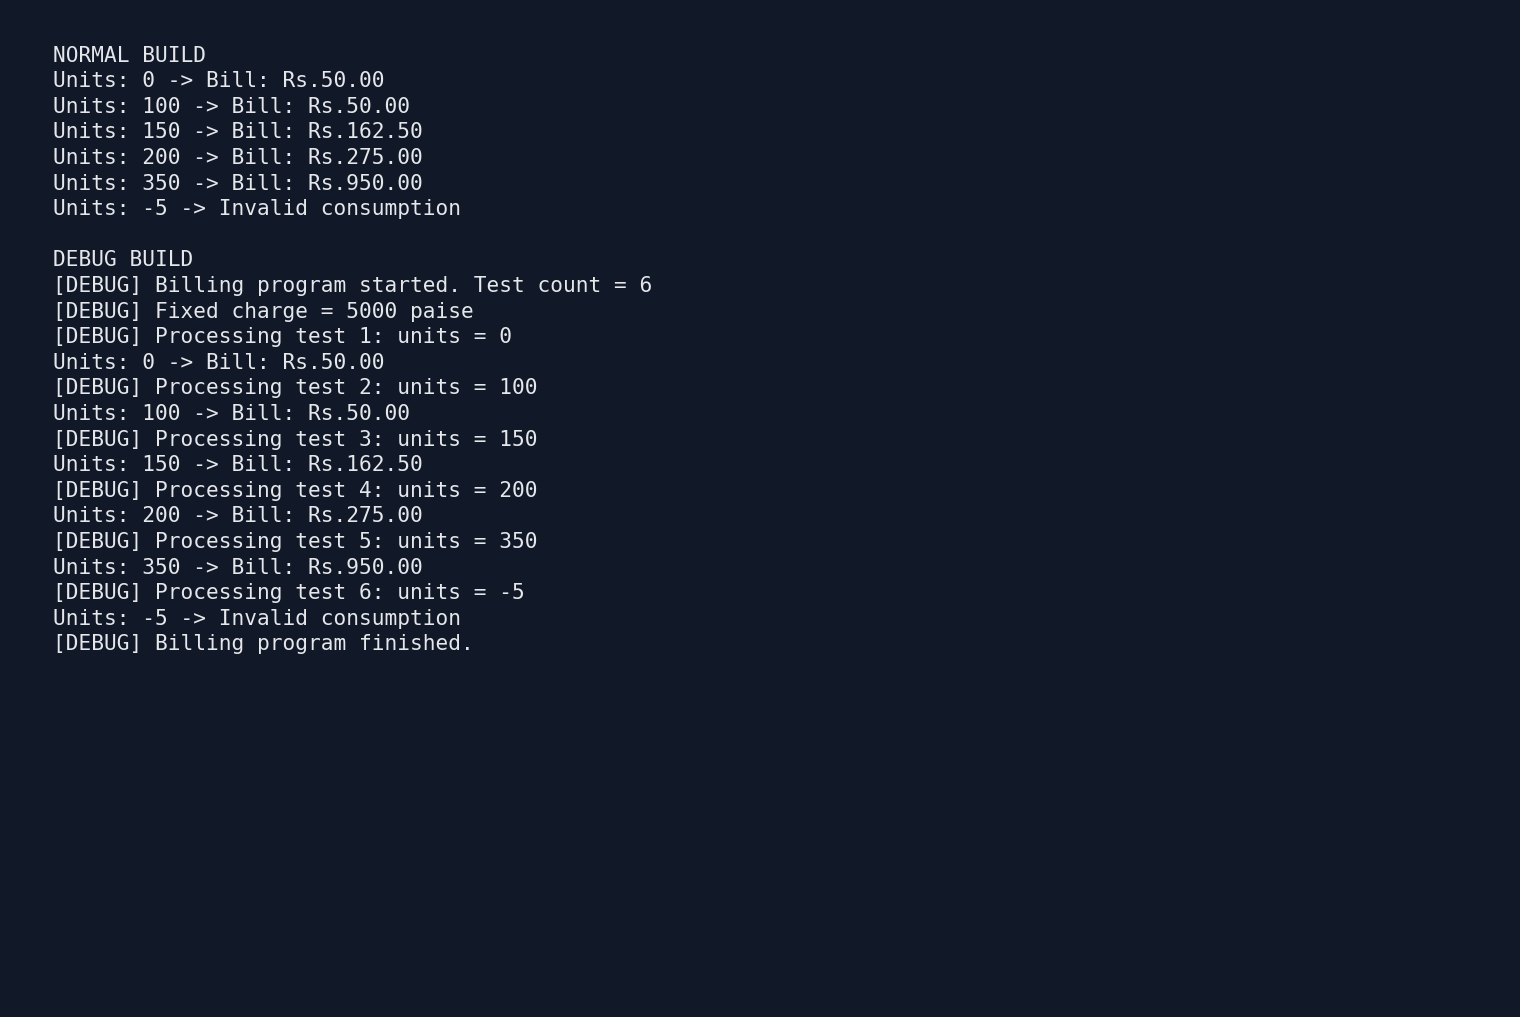 NORMAL BUILD
Units: 0 -> Bill: Rs.50.00
Units: 100 -> Bill: Rs.50.00
Units: 150 -> Bill: Rs.162.50
Units: 200 -> Bill: Rs.275.00
Units: 350 -> Bill: Rs.950.00
Units: -5 -> Invalid consumption

DEBUG BUILD
[DEBUG] Billing program started. Test count = 6
[DEBUG] Fixed charge = 5000 paise
[DEBUG] Processing test 1: units = 0
Units: 0 -> Bill: Rs.50.00
[DEBUG] Processing test 2: units = 100
Units: 100 -> Bill: Rs.50.00
[DEBUG] Processing test 3: units = 150
Units: 150 -> Bill: Rs.162.50
[DEBUG] Processing test 4: units = 200
Units: 200 -> Bill: Rs.275.00
[DEBUG] Processing test 5: units = 350
Units: 350 -> Bill: Rs.950.00
[DEBUG] Processing test 6: units = -5
Units: -5 -> Invalid consumption
[DEBUG] Billing program finished.